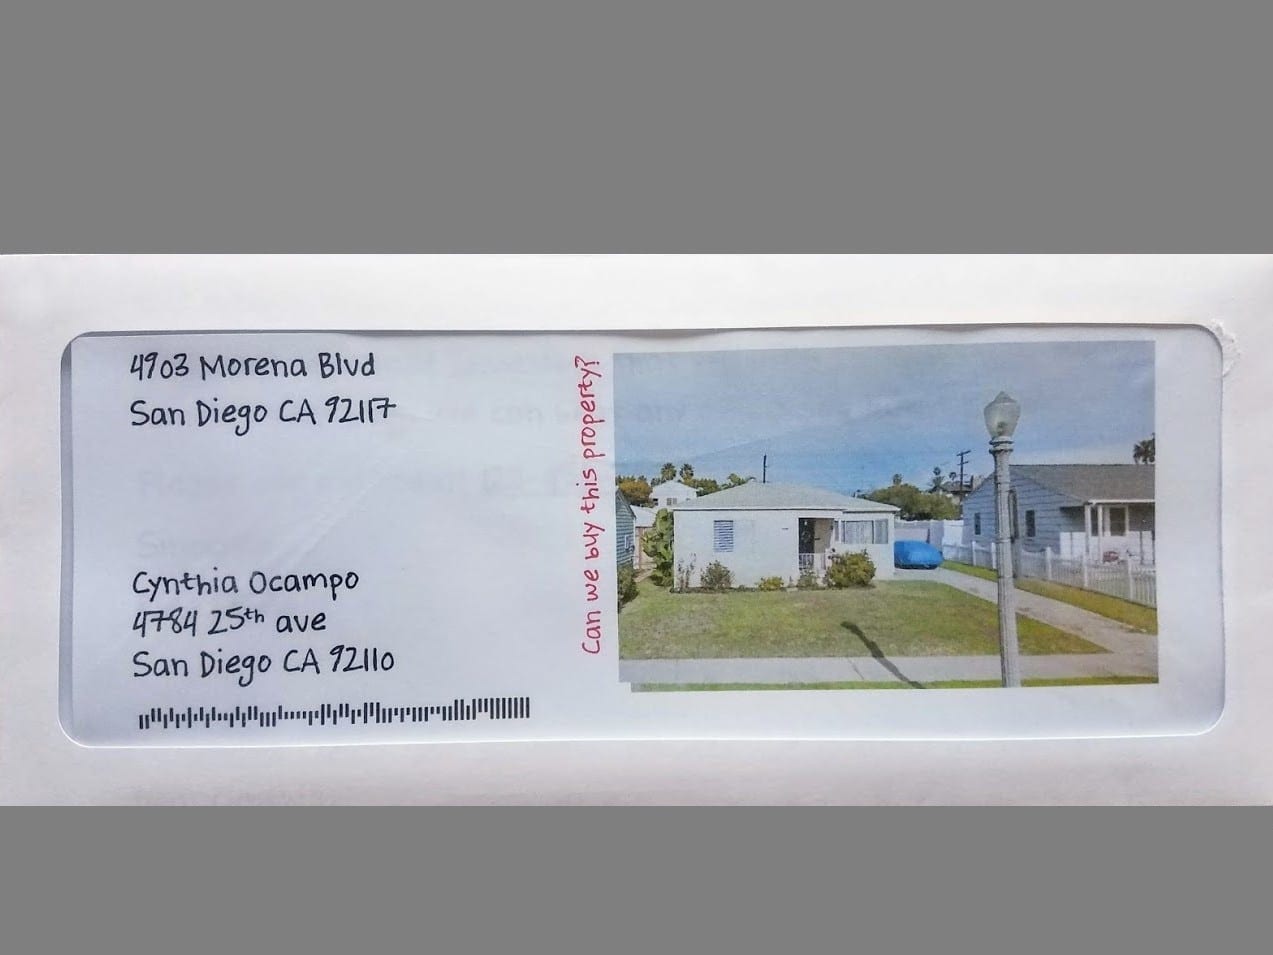 4903 Morena Blvd
San Diego CA 92117
Cynthia Ocampo
4784 25th ave
San Diego CA 92110
Can we buy this property?